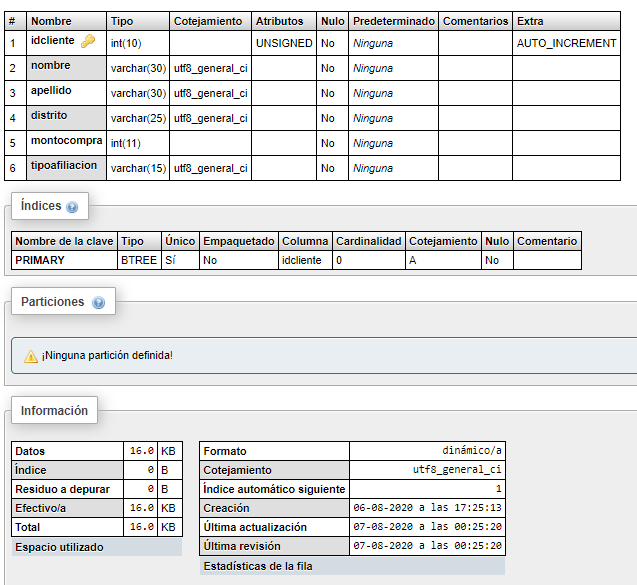 # Nombre Tipo Cotejamiento Atributos Nulo Predeterminado Comentarios Extra
1 idcliente int(10) UNSIGNED No Ninguna AUTO_INCREMENT
2 nombre varchar(30) utf8_general_ci No Ninguna
3 apellido varchar(30) utf8_general_ci No Ninguna
4 distrito varchar(25) utf8_general_ci No Ninguna
5 montocompra int(11) No Ninguna
6 tipoafiliacion varchar(15) utf8_general_ci No Ninguna
Índices
Nombre de la clave Tipo Único Empaquetado Columna Cardinalidad Cotejamiento Nulo Comentario
PRIMARY BTREE Sí No idcliente 0 A No
Particiones
¡Ninguna partición definida!
Información
Datos 16.0 KB
Índice 0 B
Residuo a depurar 0 B
Efectivo/a 16.0 KB
Total 16.0 KB
Espacio utilizado
Formato dinámico/a
Cotejamiento utf8_general_ci
Índice automático siguiente 1
Creación 06-08-2020 a las 17:25:13
Última actualización 07-08-2020 a las 00:25:20
Última revisión 07-08-2020 a las 00:25:20
Estadísticas de la fila